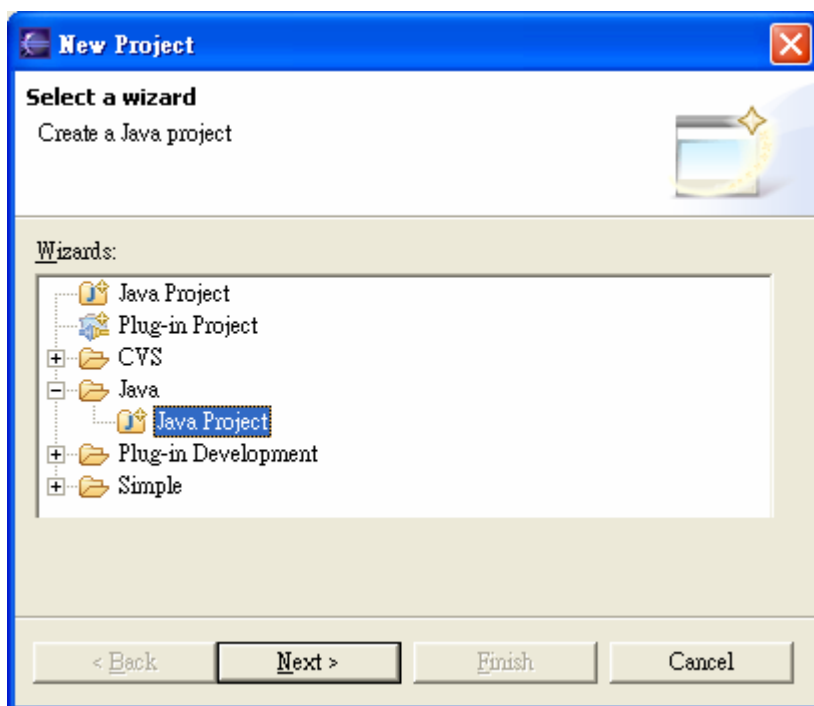 New Project
Select a wizard
Create a Java project
Wizards:
Java Project
Plug-in Project
CVS
Java
Java Project
Plug-in Development
Simple
< Back Next > Finish Cancel